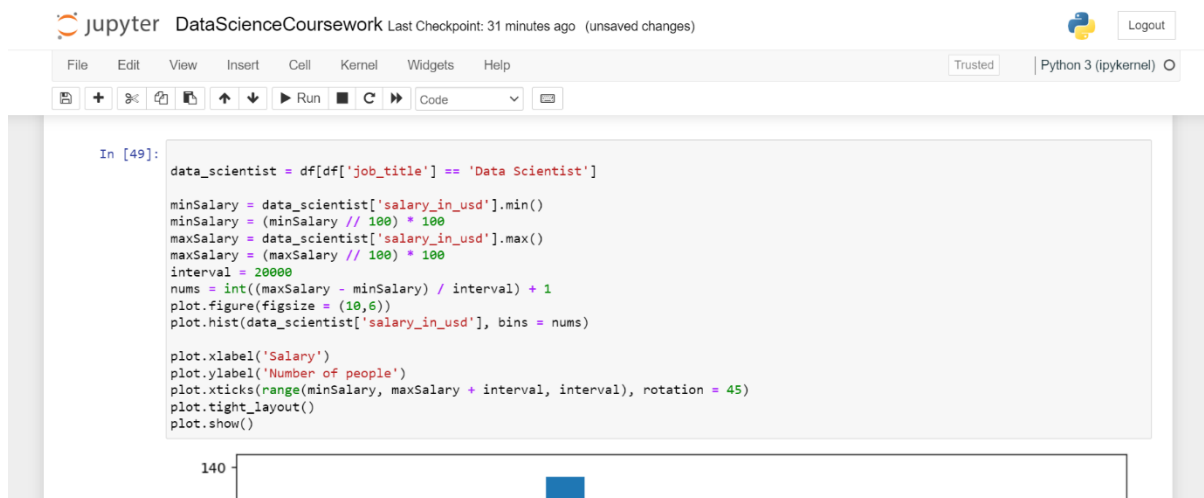 jupyter DataScienceCoursework Last Checkpoint: 31 minutes ago (unsaved changes) Logout
File Edit View Insert Cell Kernel Widgets Help Trusted Python 3 (ipykernel)
Run Code
In [49]:
data_scientist = df[df['job_title'] == 'Data Scientist']
minSalary = data_scientist['salary_in_usd'].min()
minSalary = (minSalary // 100) * 100
maxSalary = data_scientist['salary_in_usd'].max()
maxSalary = (maxSalary // 100) * 100
interval = 20000
nums = int((maxSalary - minSalary) / interval) + 1
plot.figure(figsize = (10,6))
plot.hist(data_scientist['salary_in_usd'], bins = nums)
plot.xlabel('Salary')
plot.ylabel('Number of people')
plot.xticks(range(minSalary, maxSalary + interval, interval), rotation = 45)
plot.tight_layout()
plot.show()
140